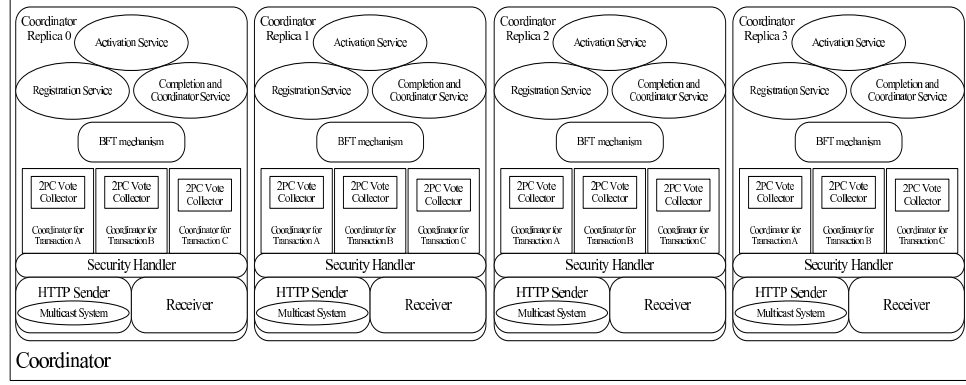 Coordinator
Replica 0
Activation Service
Registration Service
Completion and
Coordinator Service
BFT mechanism
2PC Vote
Collector
Coordinator for
Transaction A
2PC Vote
Collector
Coordinator for
Transaction B
2PC Vote
Collector
Coordinator for
Transaction C
Security Handler
HTTP Sender
Multicast System
Receiver
Coordinator
Replica 1
Activation Service
Registration Service
Completion and
Coordinator Service
BFT mechanism
2PC Vote
Collector
Coordinator for
Transaction A
2PC Vote
Collector
Coordinator for
Transaction B
2PC Vote
Collector
Coordinator for
Transaction C
Security Handler
HTTP Sender
Multicast System
Receiver
Coordinator
Replica 2
Activation Service
Registration Service
Completion and
Coordinator Service
BFT mechanism
2PC Vote
Collector
Coordinator for
Transaction A
2PC Vote
Collector
Coordinator for
Transaction B
2PC Vote
Collector
Coordinator for
Transaction C
Security Handler
HTTP Sender
Multicast System
Receiver
Coordinator
Replica 3
Activation Service
Registration Service
Completion and
Coordinator Service
BFT mechanism
2PC Vote
Collector
Coordinator for
Transaction A
2PC Vote
Collector
Coordinator for
Transaction B
2PC Vote
Collector
Coordinator for
Transaction C
Security Handler
HTTP Sender
Multicast System
Receiver
Coordinator